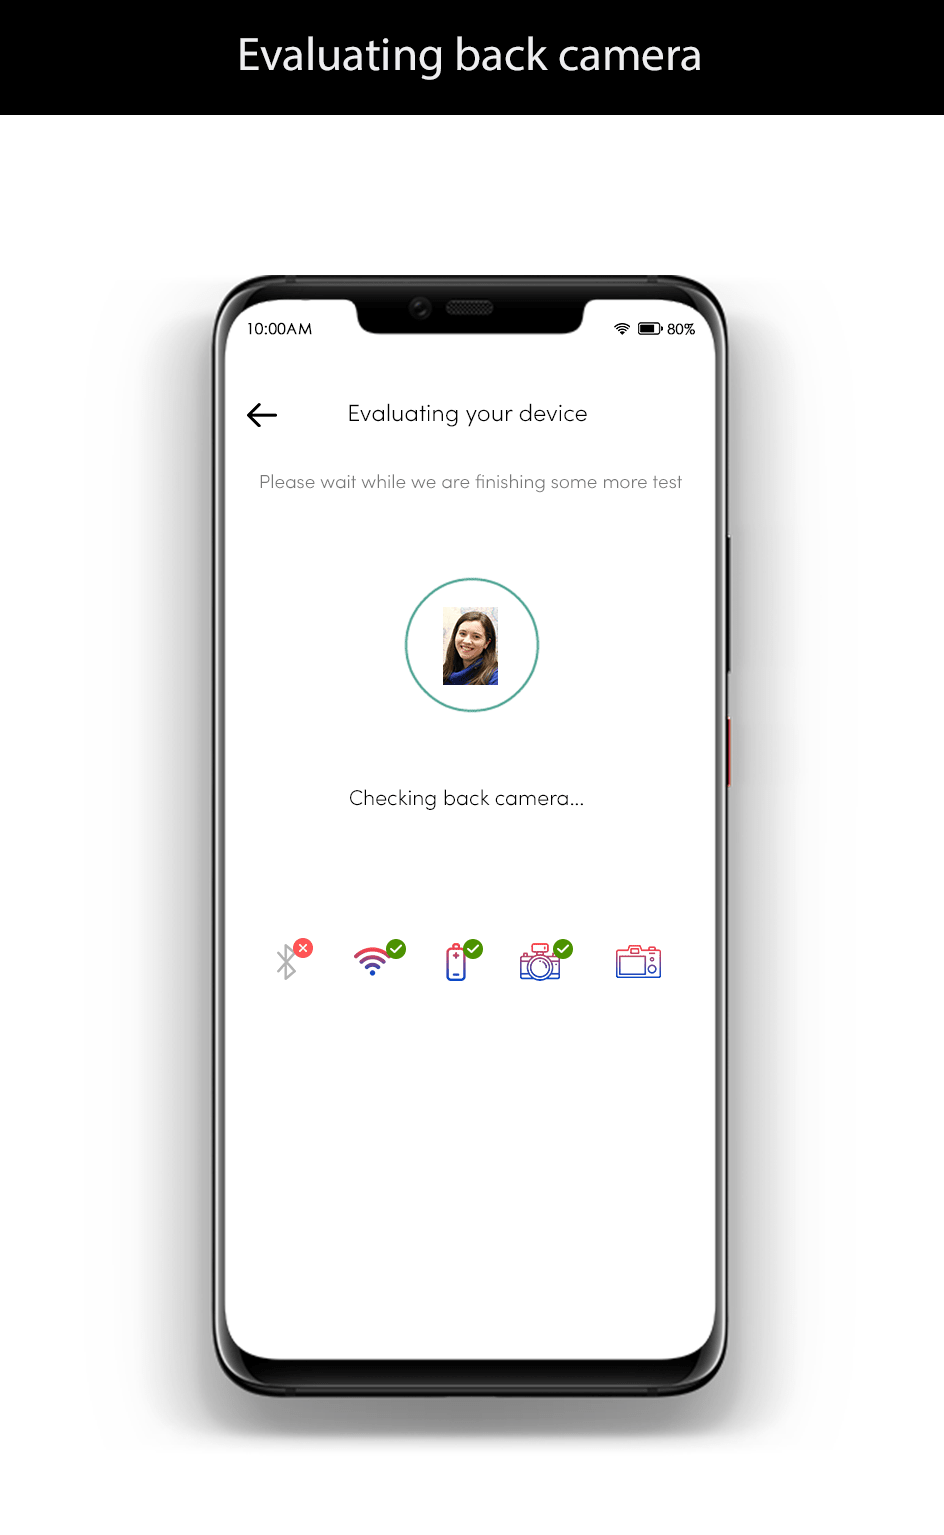 Evaluating back camera
10:00AM
80%
Evaluating your device
Please wait while we are finishing some more test
Checking back camera...